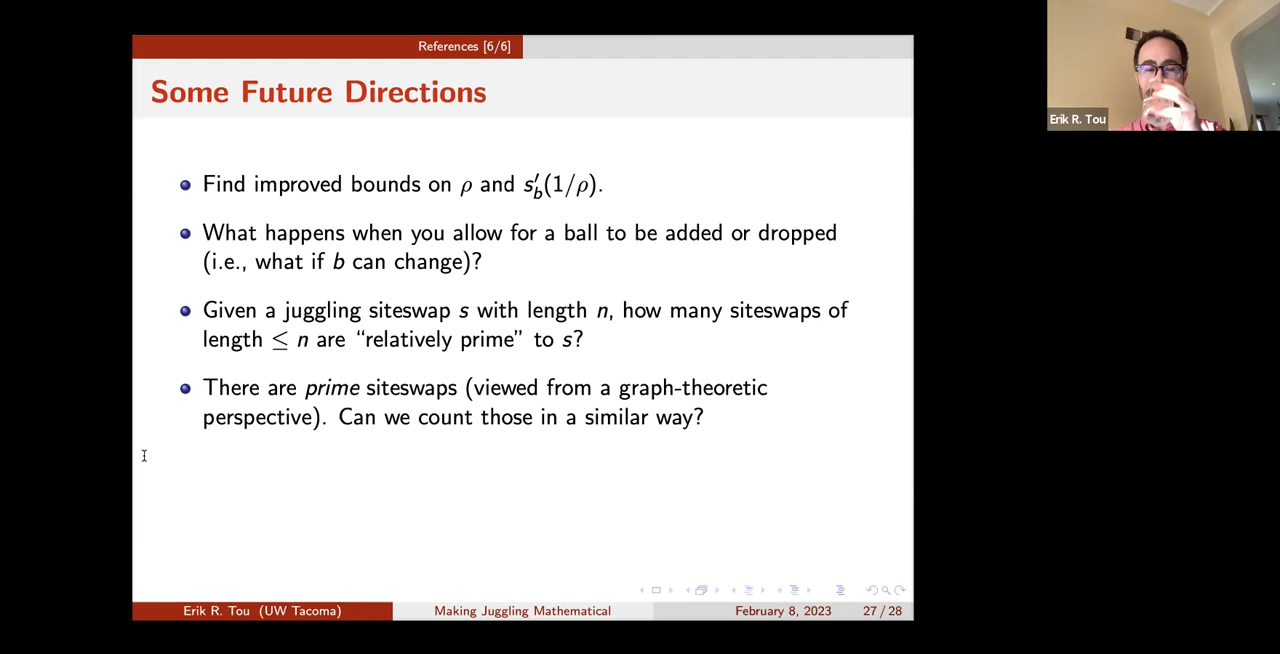 References [6/6]
Some Future Directions
Find improved bounds on ρ and s′_b(1/ρ).
What happens when you allow for a ball to be added or dropped
(i.e., what if b can change)?
Given a juggling siteswap s with length n, how many siteswaps of
length ≤ n are “relatively prime” to s?
There are prime siteswaps (viewed from a graph-theoretic
perspective). Can we count those in a similar way?
Erik R. Tou (UW Tacoma) Making Juggling Mathematical February 8, 2023 27 / 28
Erik R. Tou